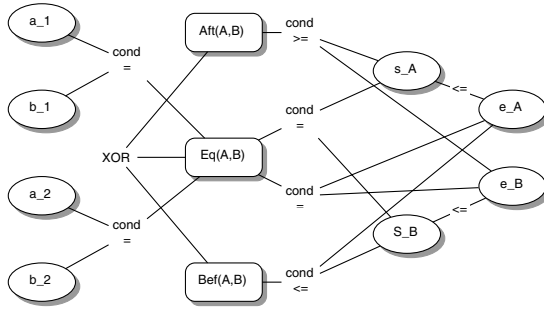 a_1
cond
=
b_1
a_2
cond
=
b_2
XOR
Aft(A,B)
cond
>=
Eq(A,B)
cond
=
cond
=
Bef(A,B)
cond
<=
s_A
<=
e_A
e_B
<=
S_B